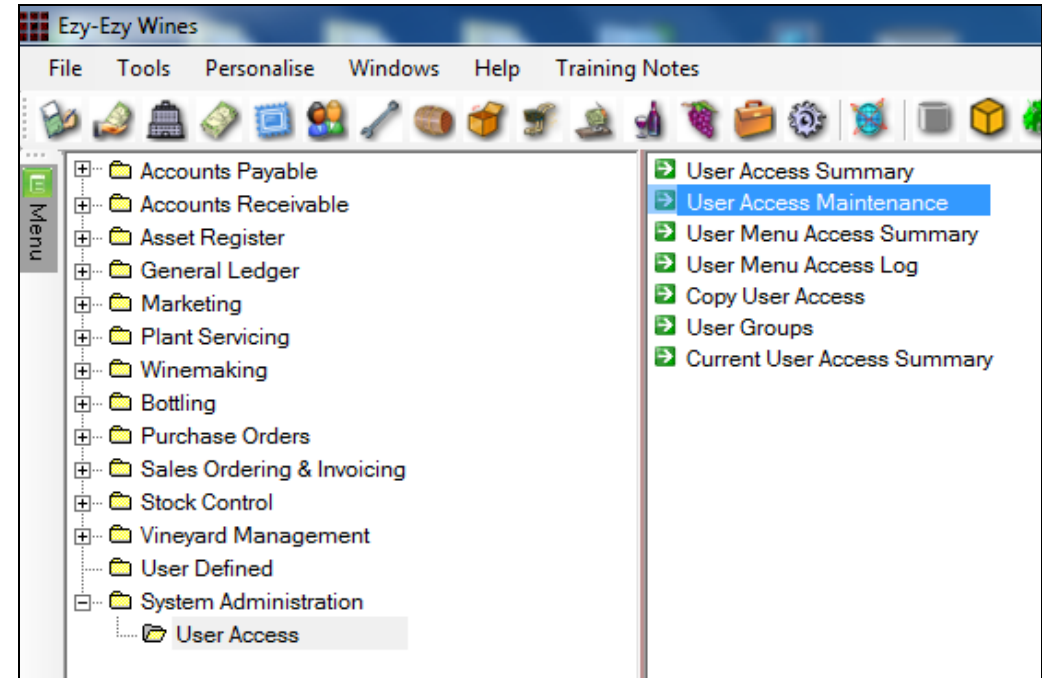 Ezy-Ezy Wines
File Tools Personalise Windows Help Training Notes
Menu
Accounts Payable
Accounts Receivable
Asset Register
General Ledger
Marketing
Plant Servicing
Winemaking
Bottling
Purchase Orders
Sales Ordering & Invoicing
Stock Control
Vineyard Management
User Defined
System Administration
User Access
User Access Summary
User Access Maintenance
User Menu Access Summary
User Menu Access Log
Copy User Access
User Groups
Current User Access Summary